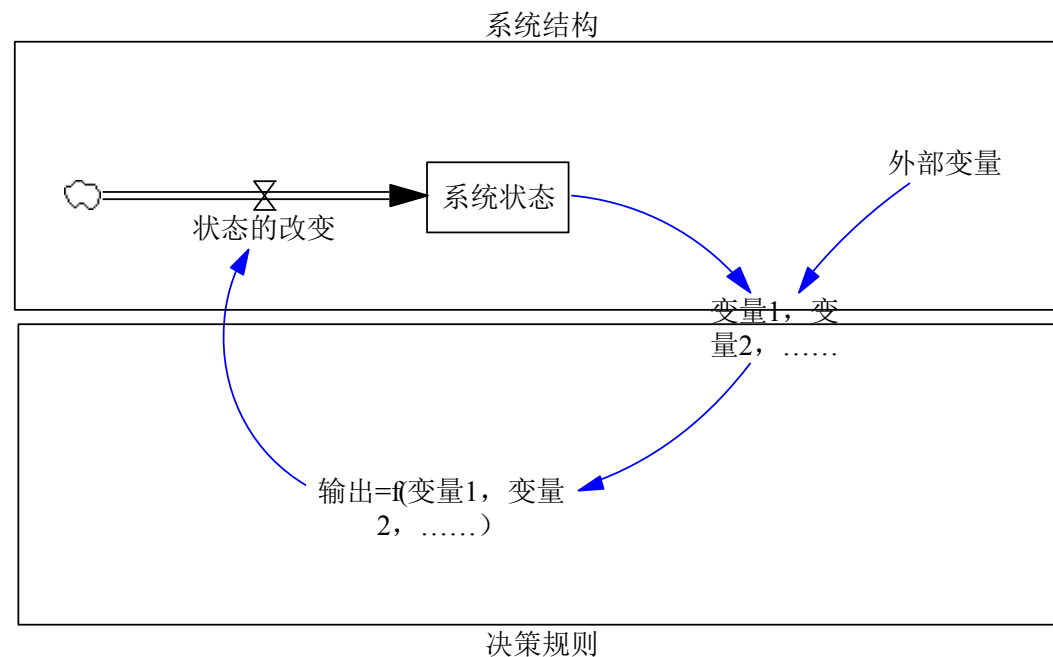 系统结构
外部变量
系统状态
状态的改变
变量1，变
量2，……
输出=f(变量1，变量
2，……）
决策规则